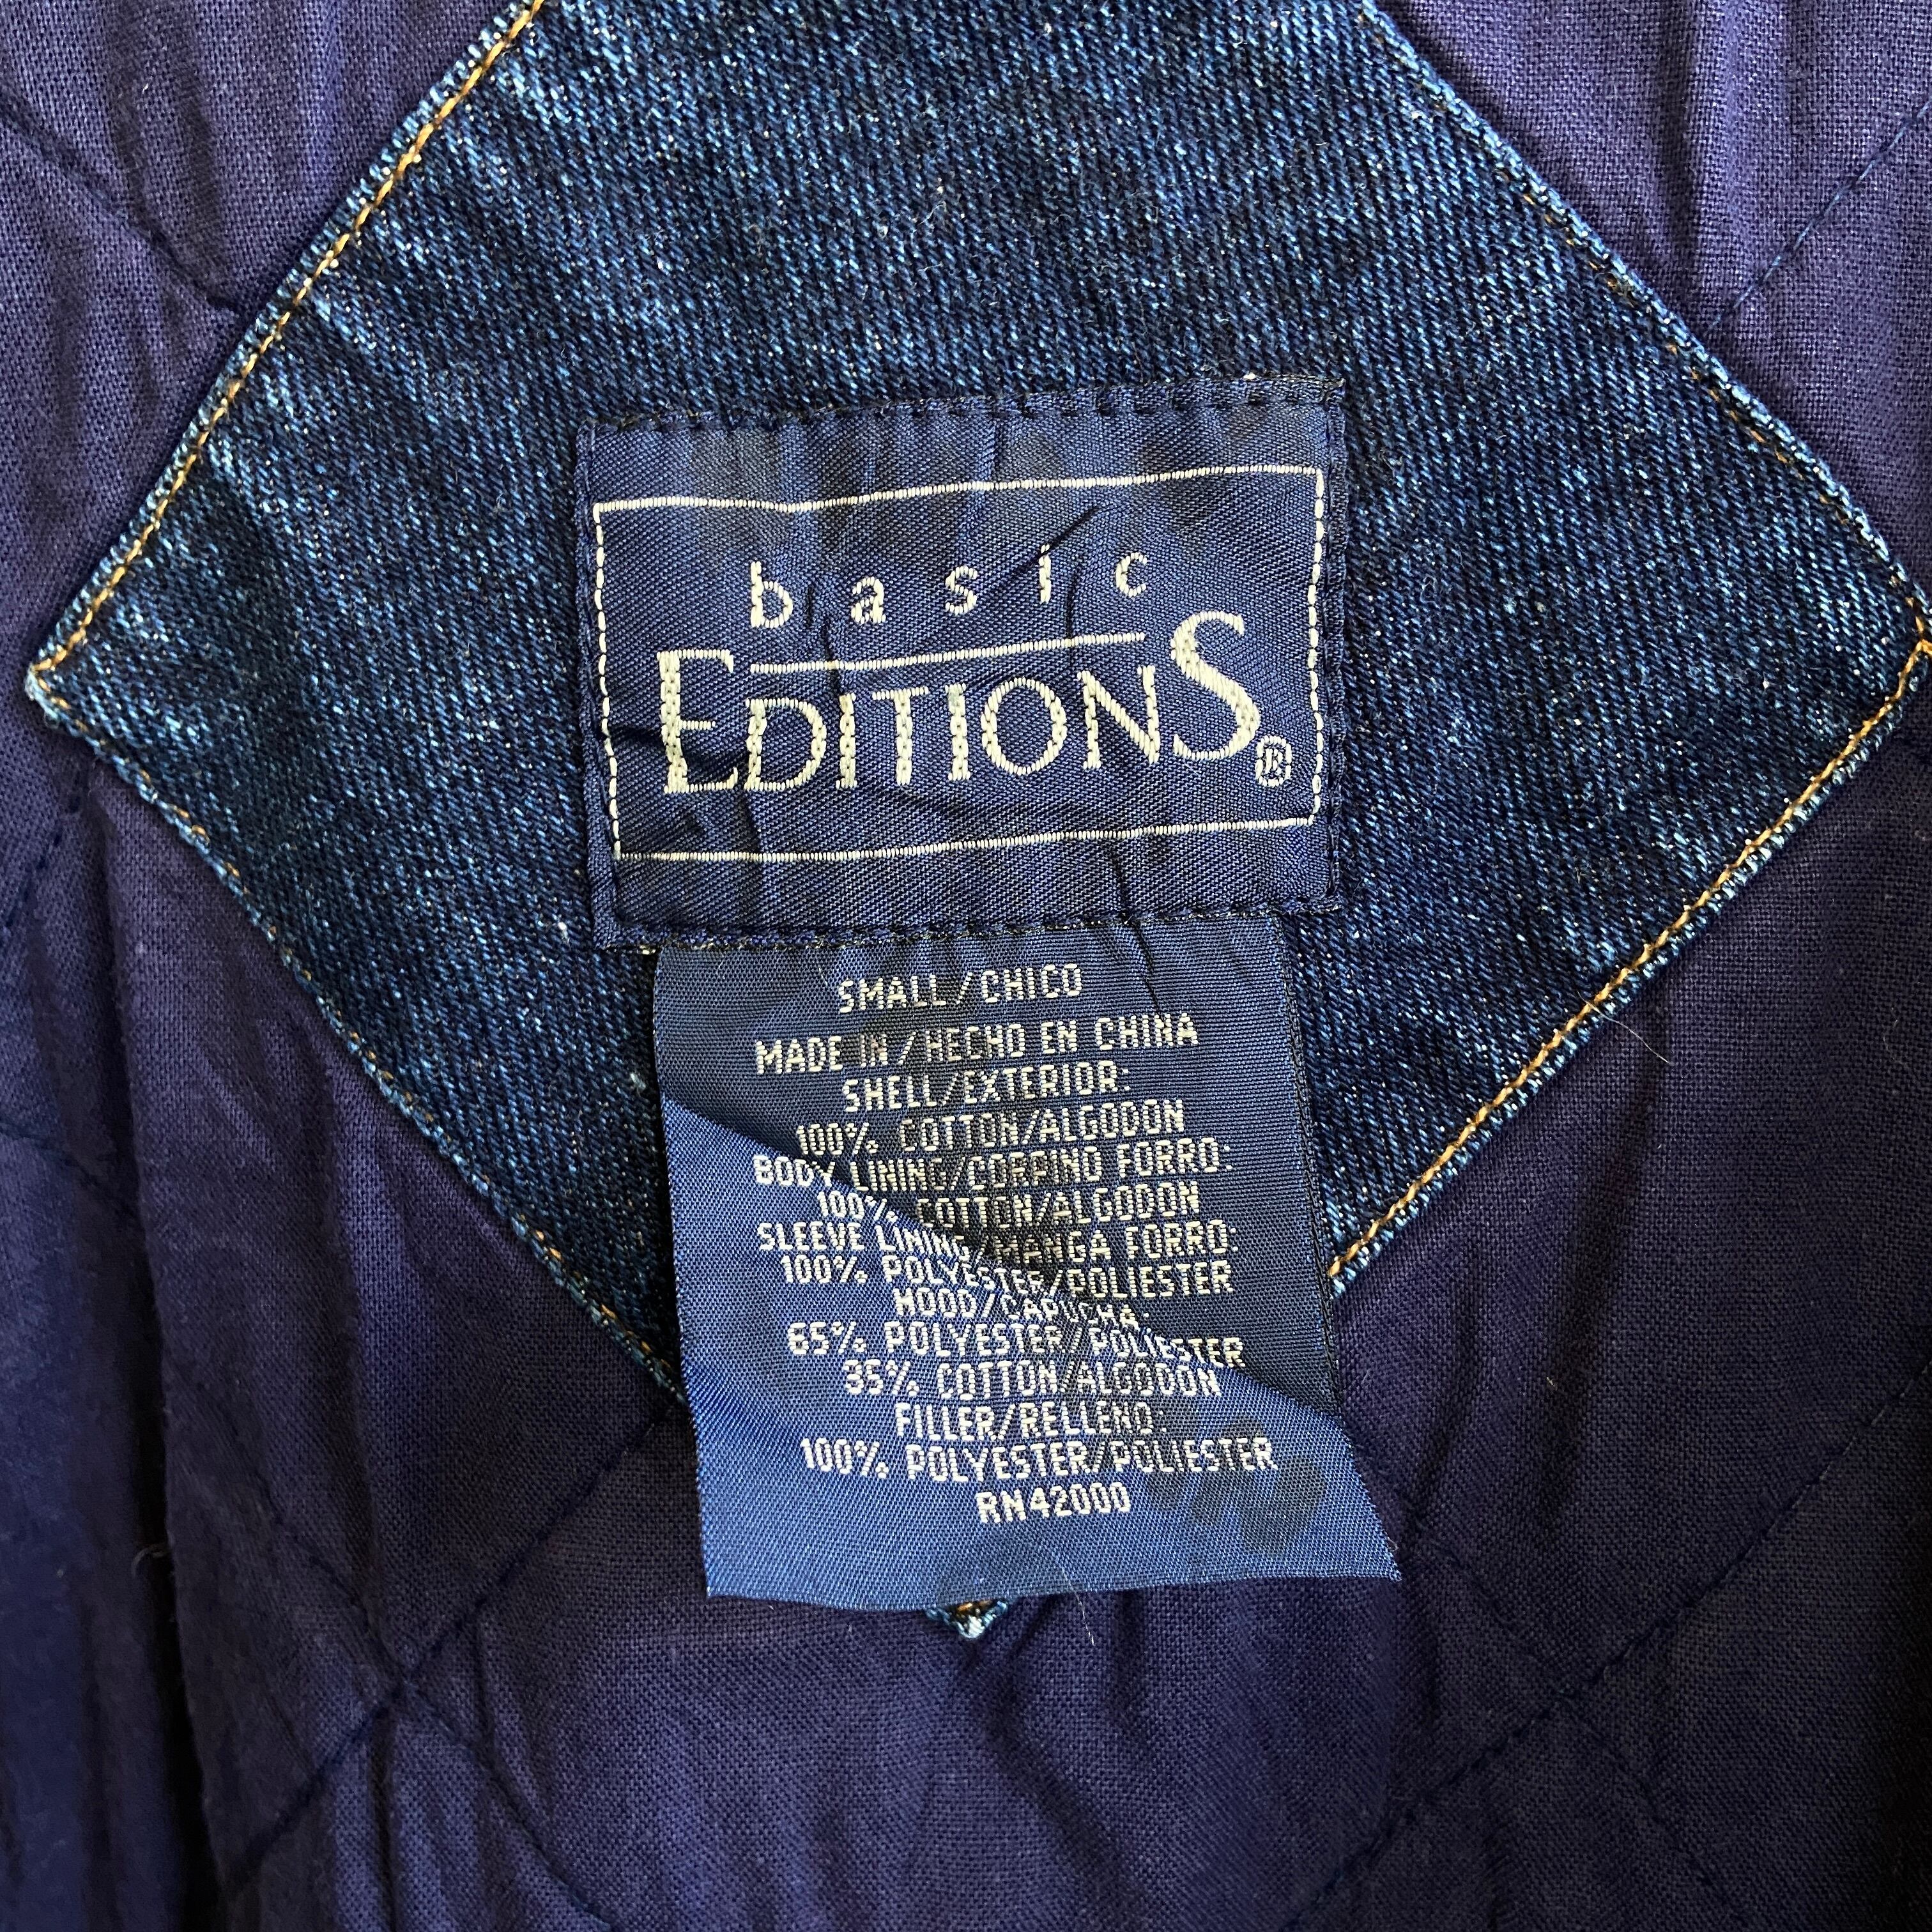 basic
EDITIONS®
SMALL/CHICO
MADE IN/HECHO EN CHINA
SHELL/EXTERIOR:
100% COTTON/ALGODON
BODY LINING/CORPINO FORRO:
100% COTTON/ALGODON
SLEEVE LINING/MANGA FORRO:
100% POLYESTER/POLIESTER
HOOD/CAPUCHA:
65% POLYESTER/POLIESTER
35% COTTON/ALGODON
FILLER/RELLENO:
100% POLYESTER/POLIESTER
RN42000